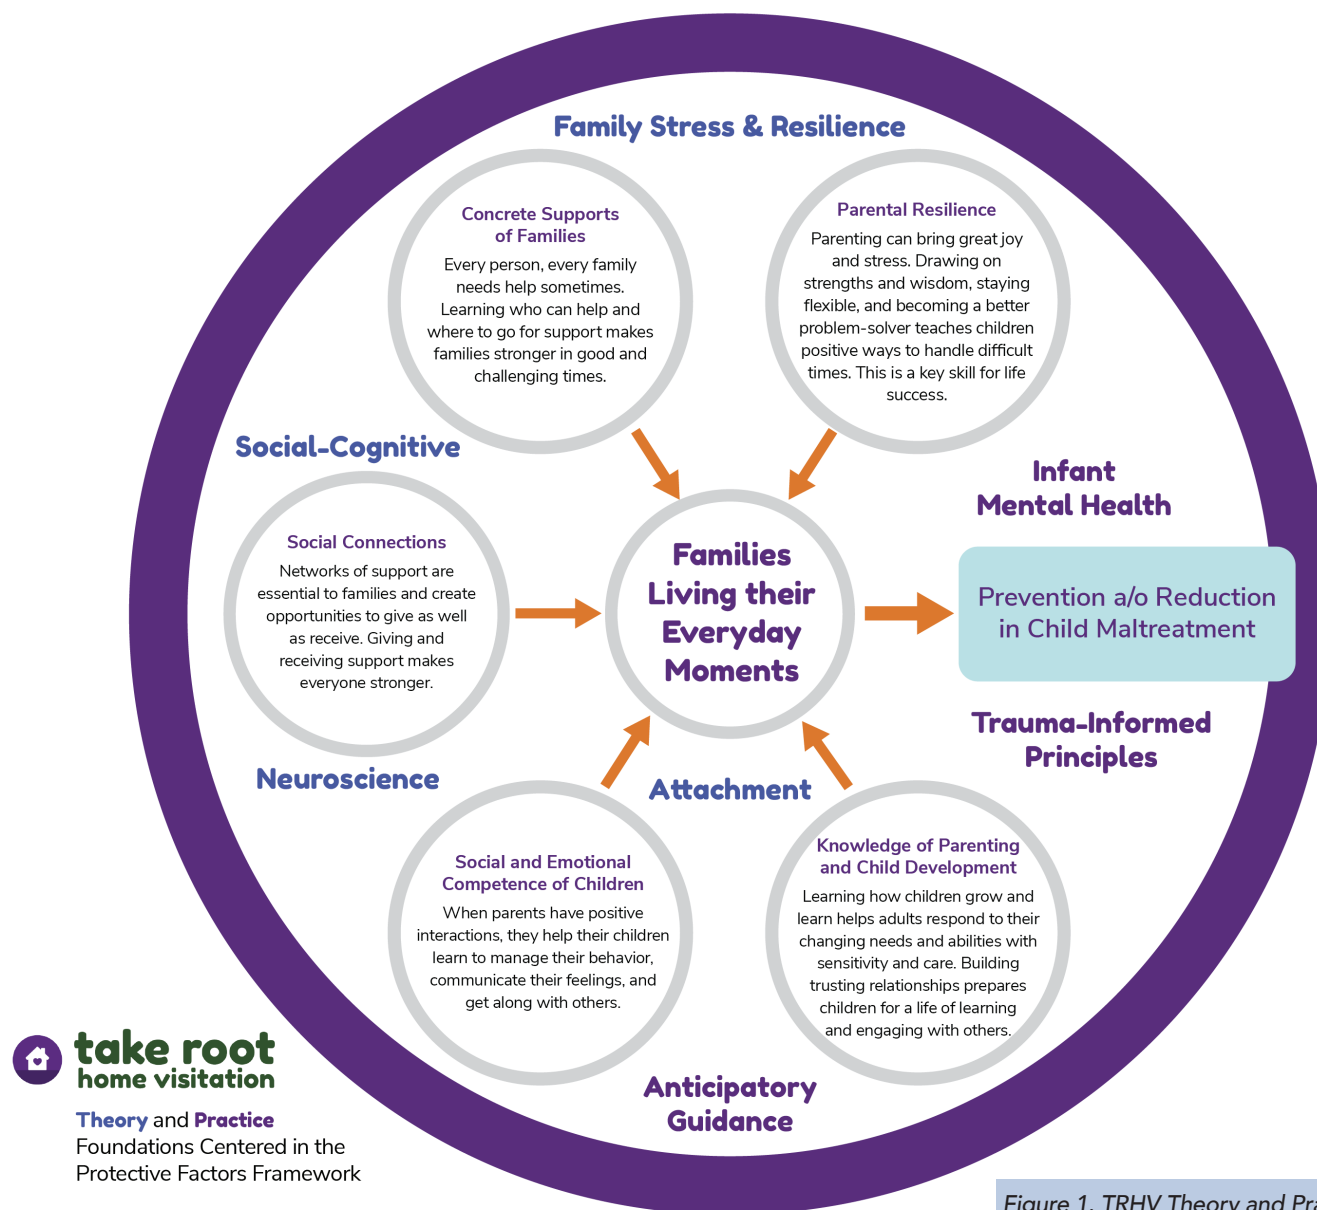 Family Stress & Resilience
Concrete Supports
of Families
Every person, every family
needs help sometimes.
Learning who can help and
where to go for support makes
families stronger in good and
challenging times.
Parental Resilience
Parenting can bring great joy
and stress. Drawing on
strengths and wisdom, staying
flexible, and becoming a better
problem-solver teaches children
positive ways to handle difficult
times. This is a key skill for life
success.
Social-Cognitive
Infant
Mental Health
Social Connections
Networks of support are
essential to families and create
opportunities to give as well
as receive. Giving and
receiving support makes
everyone stronger.
Families
Living their
Everyday
Moments
Prevention a/o Reduction
in Child Maltreatment
Trauma-Informed
Principles
Neuroscience
Attachment
Social and Emotional
Competence of Children
When parents have positive
interactions, they help their children
learn to manage their behavior,
communicate their feelings, and
get along with others.
Knowledge of Parenting
and Child Development
Learning how children grow and
learn helps adults respond to their
changing needs and abilities with
sensitivity and care. Building
trusting relationships prepares
children for a life of learning
and engaging with others.
Anticipatory
Guidance
take root
home visitation
Theory and Practice
Foundations Centered in the
Protective Factors Framework
Figure 1. TRHV Theory and